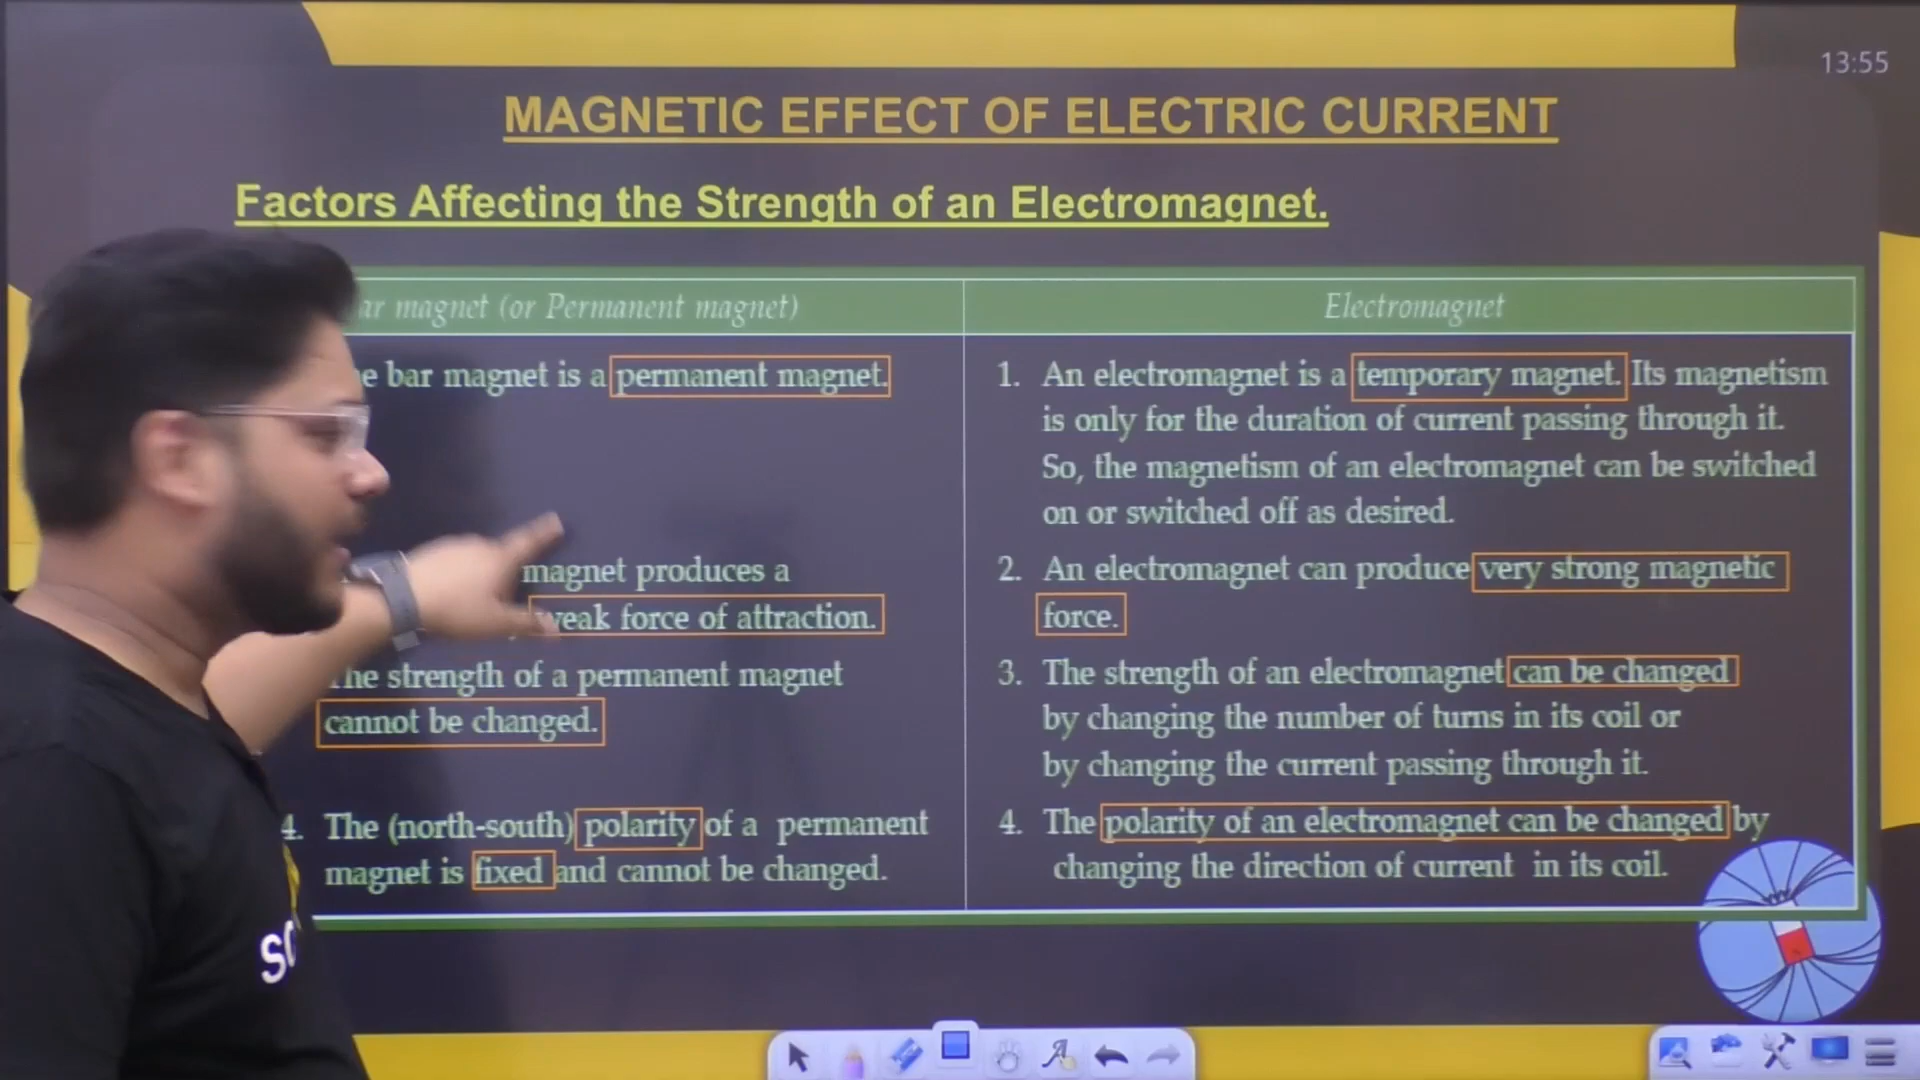 13:55
MAGNETIC EFFECT OF ELECTRIC CURRENT
Factors Affecting the Strength of an Electromagnet.
magnet (or Permanent magnet)
bar magnet is a permanent magnet.
magnet produces a
weak force of attraction.
The strength of a permanent magnet
cannot be changed.
4. The (north-south) polarity of a permanent
magnet is fixed and cannot be changed.
Electromagnet
1. An electromagnet is a temporary magnet. Its magnetism
is only for the duration of current passing through it.
So, the magnetism of an electromagnet can be switched
on or switched off as desired.
2. An electromagnet can produce very strong magnetic
force.
3. The strength of an electromagnet can be changed
by changing the number of turns in its coil or
by changing the current passing through it.
4. The polarity of an electromagnet can be changed by
changing the direction of current in its coil.